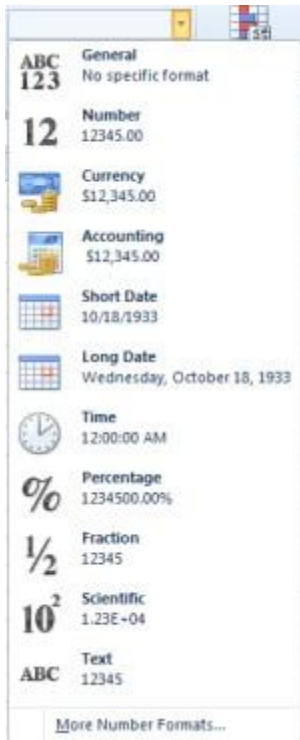 ABC
123
General
No specific format
12
Number
12345.00
Currency
$12,345.00
Accounting
$12,345.00
Short Date
10/18/1933
Long Date
Wednesday, October 18, 1933
Time
12:00:00 AM
%
Percentage
1234500.00%
½
Fraction
12345
10²
Scientific
1.23E+04
ABC
Text
12345
More Number Formats...